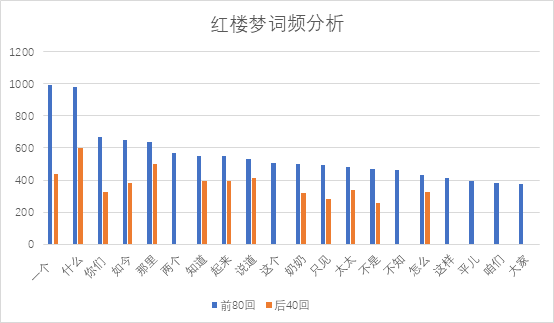 红楼梦词频分析
1200
1000
800
600
400
200
0
一个 什么 你们 如今 那里 两个 知道 起来 说道 这个 奶奶 只见 太太 不是 不知 怎么 这样 平儿 咱们 大家
前80回 后40回